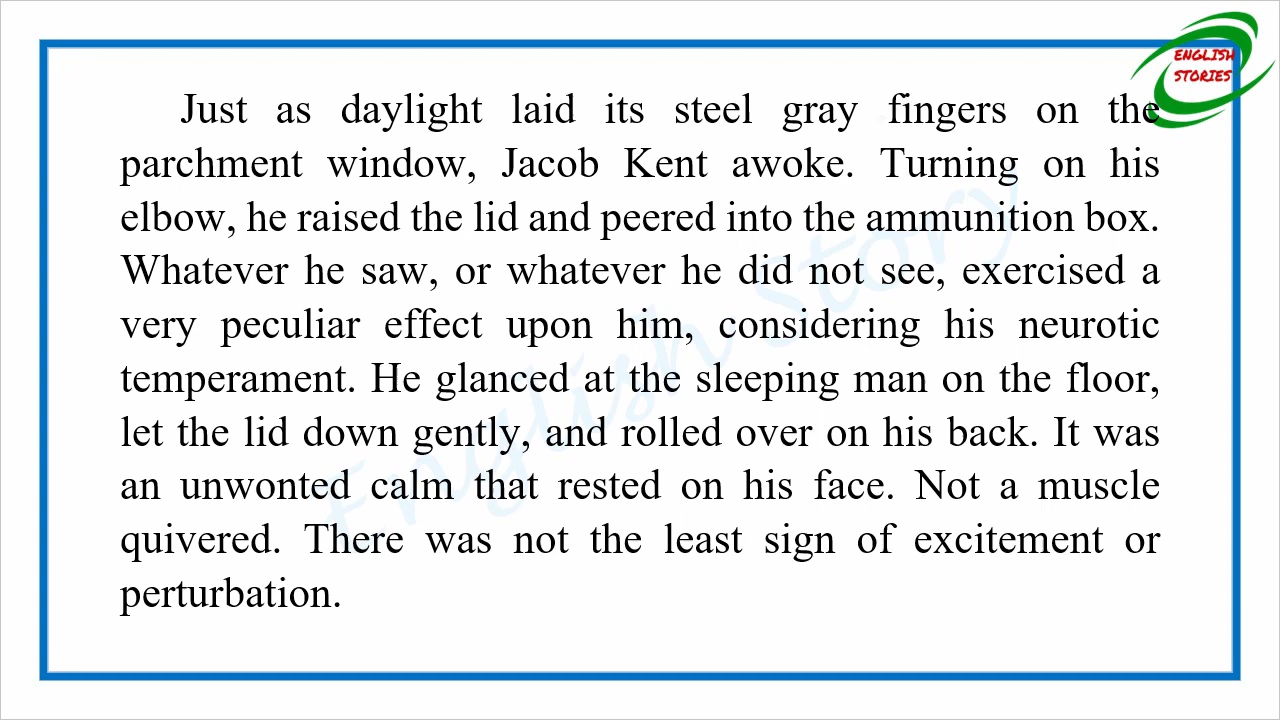 ENGLISH
STORIES
Just as daylight laid its steel gray fingers on the
parchment window, Jacob Kent awoke. Turning on his
elbow, he raised the lid and peered into the ammunition box.
Whatever he saw, or whatever he did not see, exercised a
very peculiar effect upon him, considering his neurotic
temperament. He glanced at the sleeping man on the floor,
let the lid down gently, and rolled over on his back. It was
an unwonted calm that rested on his face. Not a muscle
quivered. There was not the least sign of excitement or
perturbation.
English Story